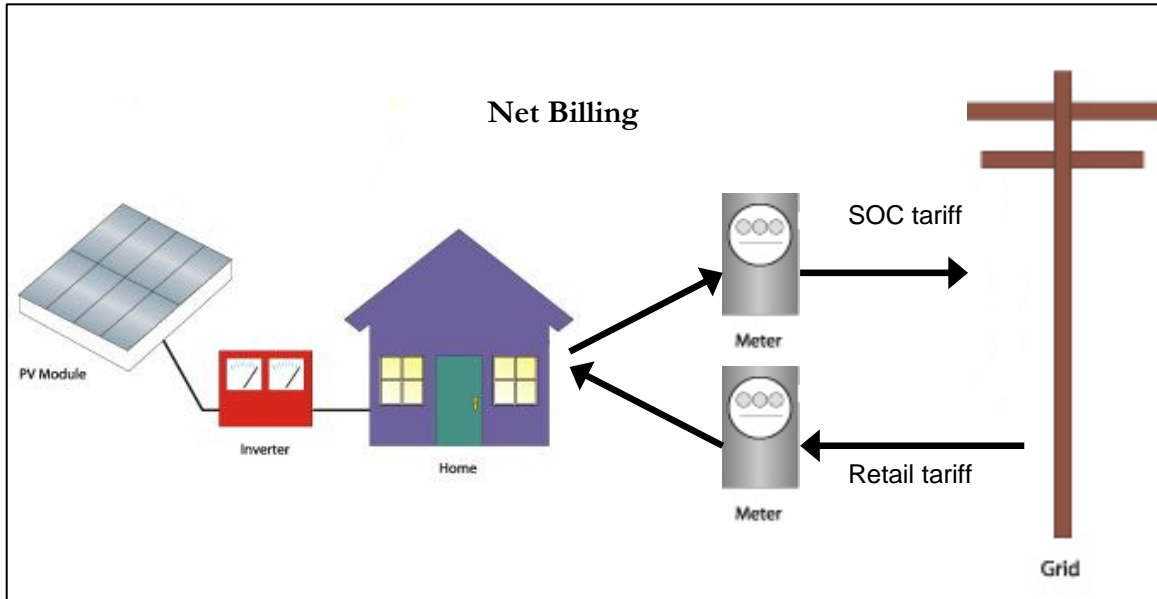 Net Billing
SOC tariff
Meter
PV Module
Inverter
Home
Retail tariff
Meter
Grid